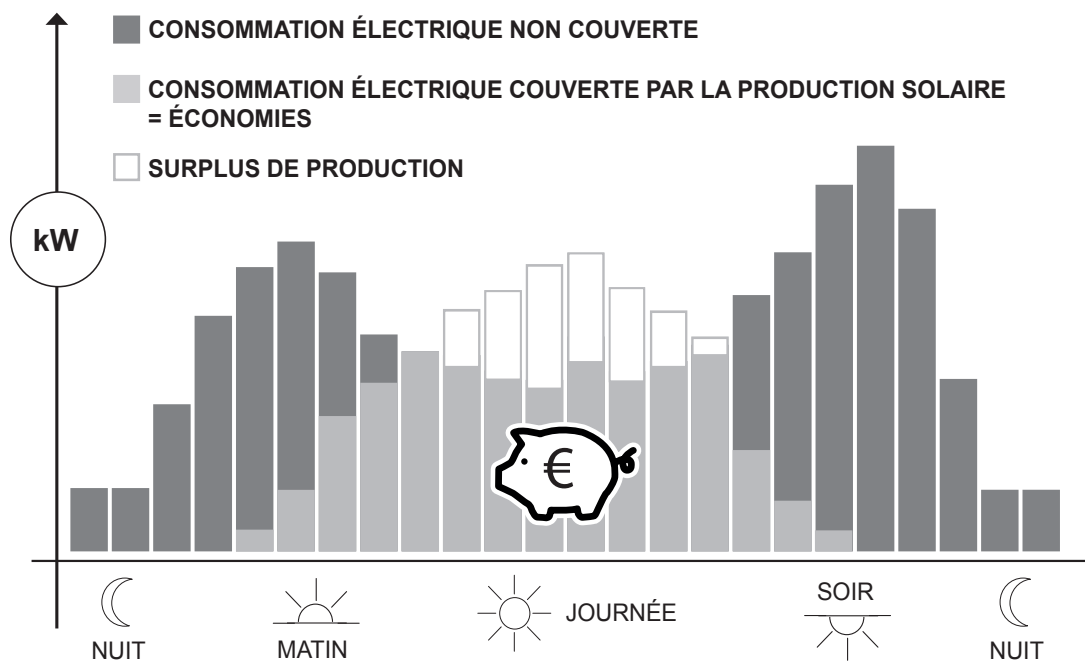 CONSOMMATION ÉLECTRIQUE NON COUVERTE
CONSOMMATION ÉLECTRIQUE COUVERTE PAR LA PRODUCTION SOLAIRE
= ÉCONOMIES
SURPLUS DE PRODUCTION
kW
€
JOURNÉE
SOIR
NUIT
MATIN
NUIT